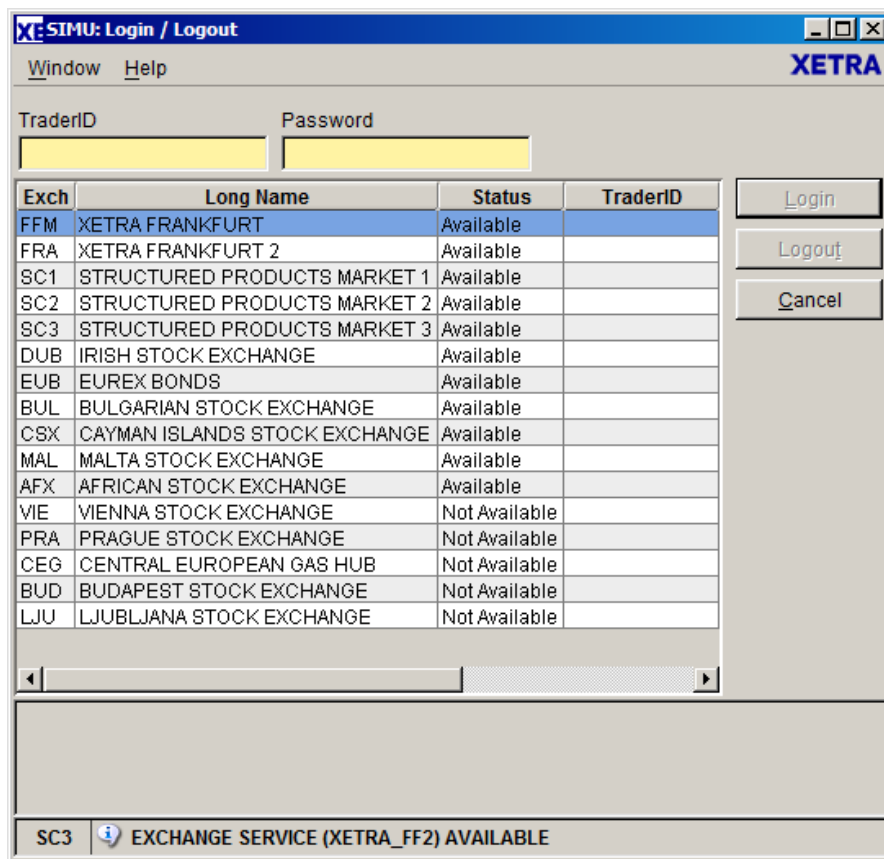 XE SIMU: Login / Logout
Window Help XETRA
TraderID Password
Exch Long Name Status TraderID
FFM XETRA FRANKFURT Available
FRA XETRA FRANKFURT 2 Available
SC1 STRUCTURED PRODUCTS MARKET 1 Available
SC2 STRUCTURED PRODUCTS MARKET 2 Available
SC3 STRUCTURED PRODUCTS MARKET 3 Available
DUB IRISH STOCK EXCHANGE Available
EUB EUREX BONDS Available
BUL BULGARIAN STOCK EXCHANGE Available
CSX CAYMAN ISLANDS STOCK EXCHANGE Available
MAL MALTA STOCK EXCHANGE Available
AFX AFRICAN STOCK EXCHANGE Available
VIE VIENNA STOCK EXCHANGE Not Available
PRA PRAGUE STOCK EXCHANGE Not Available
CEG CENTRAL EUROPEAN GAS HUB Not Available
BUD BUDAPEST STOCK EXCHANGE Not Available
LJU LJUBLJANA STOCK EXCHANGE Not Available
Login
Logout
Cancel
SC3 EXCHANGE SERVICE (XETRA_FF2) AVAILABLE